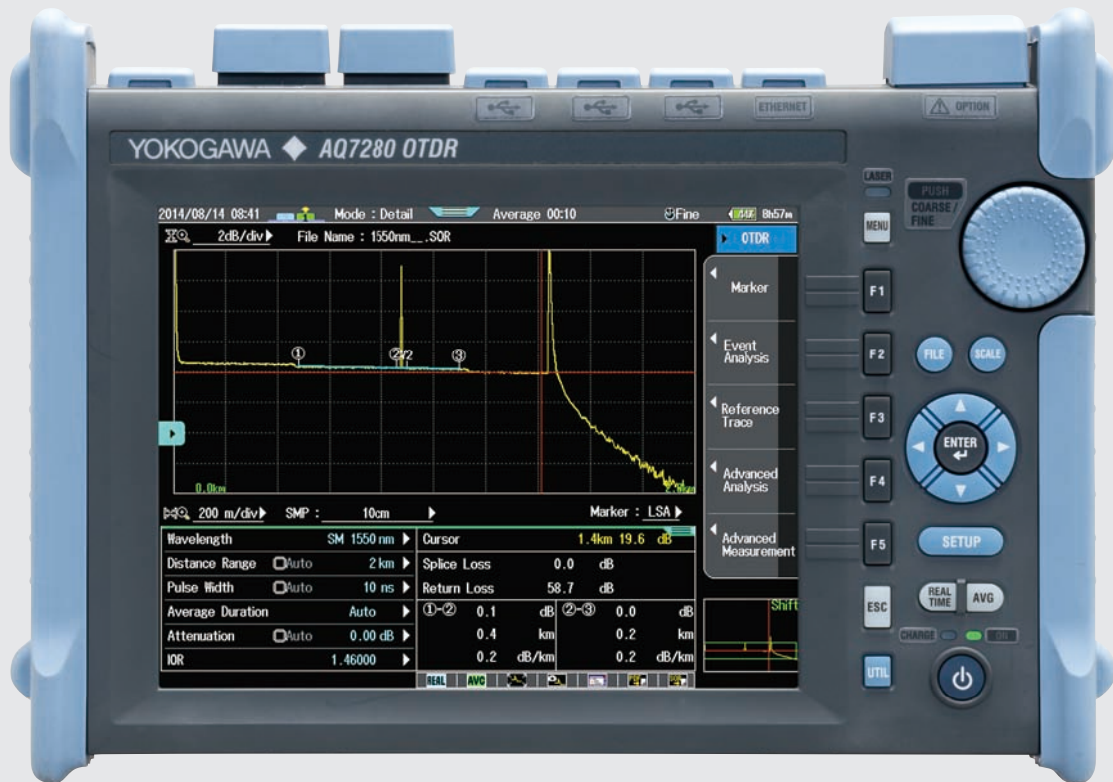 ETHERNET
OPTION
YOKOGAWA ◆ AQ7280 OTDR
LASER
PUSH
COARSE/
FINE
2014/08/14 08:41 Mode : Detail Average 00:10 Fine 8h57m
2dB/div File Name : 1550nm__.SOR OTDR
MENU
Marker
F1
① ② V2 ③
Event
Analysis
F2
FILE
SCALE
Reference
Trace
F3
ENTER
Advanced
Analysis
F4
0.0km
200 m/div SMP : 10cm Marker : LSA
Advanced
Measurement
F5
SETUP
Wavelength SM 1550 nm Cursor 1.4km 19.6 dB
Distance Range Auto 2 km Splice Loss 0.0 dB
Pulse Width Auto 10 ns Return Loss 58.7 dB
Average Duration Auto ①-② 0.1 dB ②-③ 0.0 dB
Attenuation Auto 0.00 dB 0.4 km 0.2 km
IOR 1.46000 0.2 dB/km 0.2 dB/km
Shift
ESC
REAL
TIME
AVG
CHARGE
ON
UTIL
REAL AVG